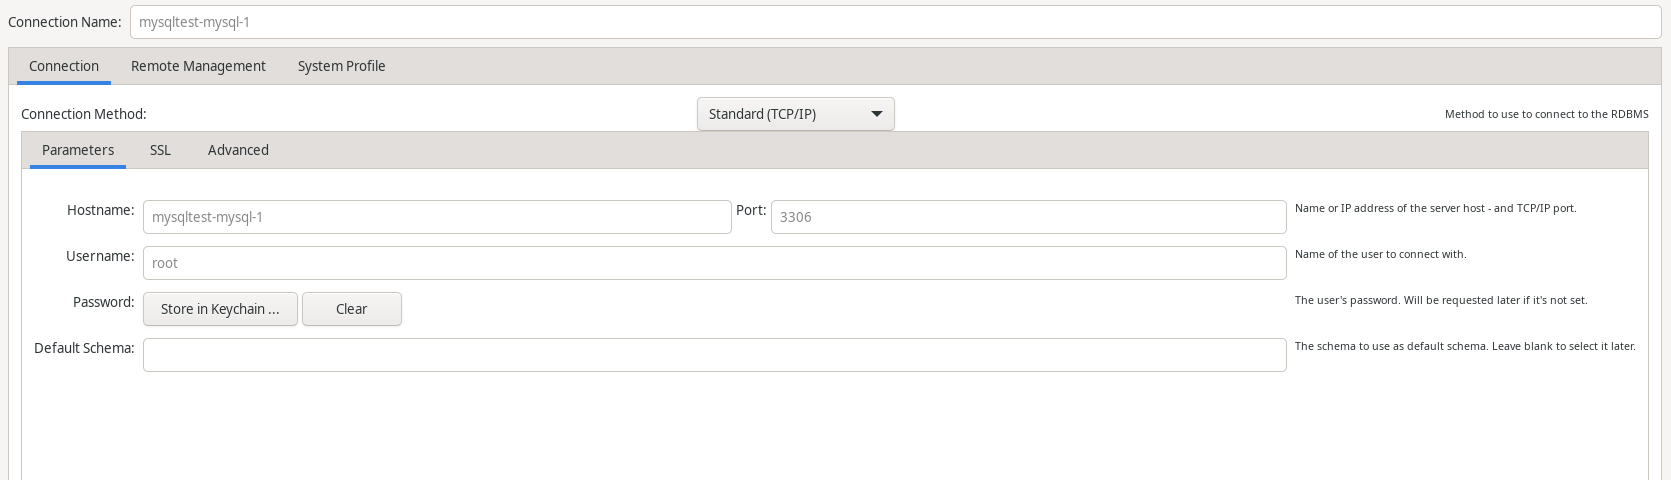 Connection Name: mysqltest-mysql-1
Connection Remote Management System Profile
Connection Method: Standard (TCP/IP) Method to use to connect to the RDBMS
Parameters SSL Advanced
Hostname: mysqltest-mysql-1 Port: 3306 Name or IP address of the server host - and TCP/IP port.
Username: root Name of the user to connect with.
Password: Store in Keychain ... Clear The user's password. Will be requested later if it's not set.
Default Schema: The schema to use as default schema. Leave blank to select it later.